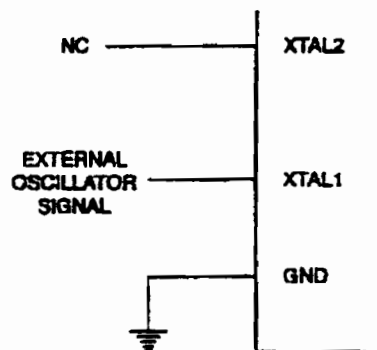 NC
XTAL2
EXTERNAL
OSCILLATOR
SIGNAL
XTAL1
GND